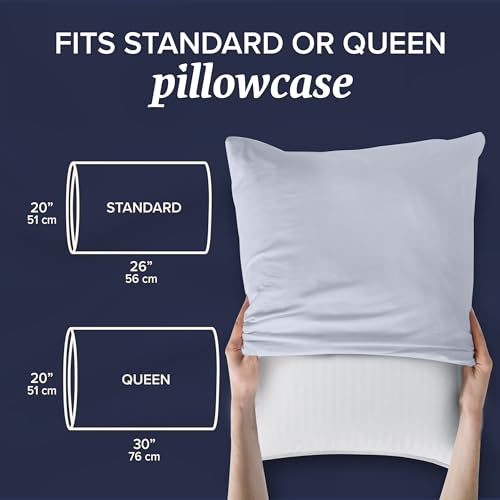 FITS STANDARD OR QUEEN
pillowcase
20”
51 cm
STANDARD
26”
56 cm
20”
51 cm
QUEEN
30”
76 cm